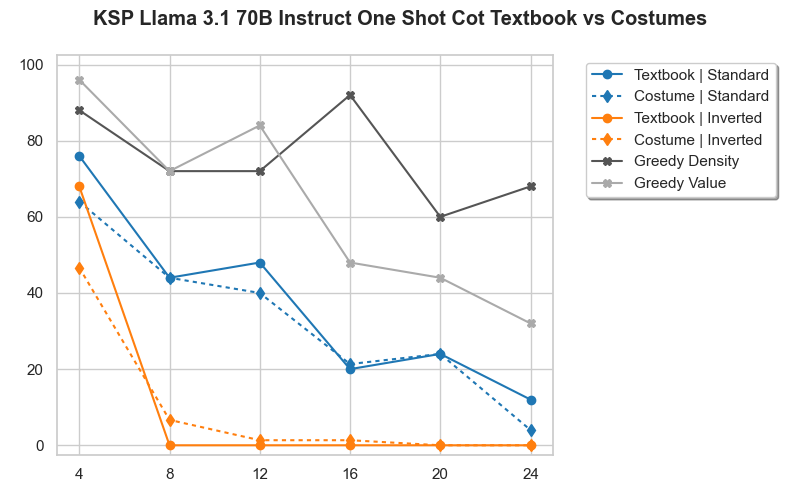 KSP Llama 3.1 70B Instruct One Shot Cot Textbook vs Costumes
100
80
60
40
20
0
4 8 12 16 20 24
Textbook | Standard
Costume | Standard
Textbook | Inverted
Costume | Inverted
Greedy Density
Greedy Value